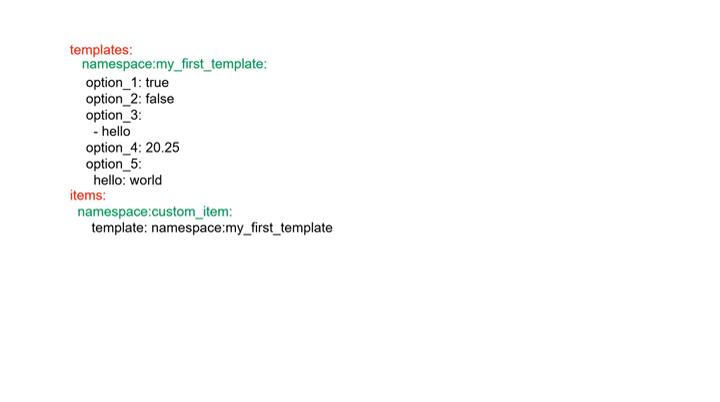 templates:
namespace:my_first_template:
option_1: true
option_2: false
option_3:
- hello
option_4: 20.25
option_5:
hello: world
items:
namespace:custom_item:
template: namespace:my_first_template